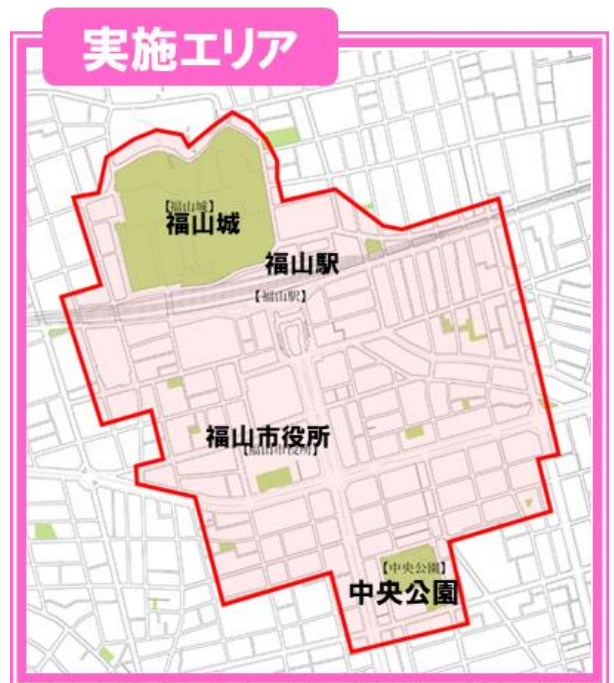 実施エリア
【福山城】
福山城
福山駅
【福山駅】
福山市役所
【福山市役所】
【中央公園】
中央公園